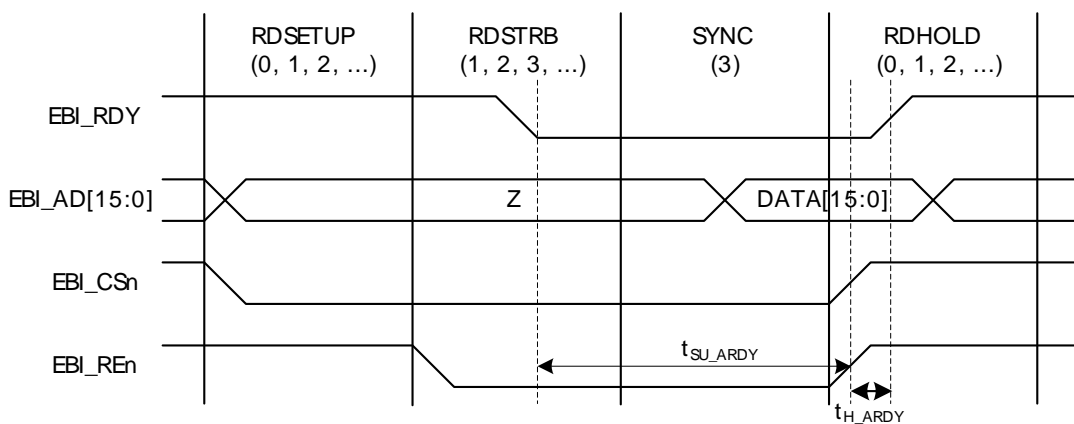 RDSETUP
(0, 1, 2, ...)
RDSTRB
(1, 2, 3, ...)
SYNC
(3)
RDHOLD
(0, 1, 2, ...)
EBI_RDY
EBI_AD[15:0]
Z
DATA[15:0]
EBI_CSn
EBI_REn
tSU_ARDY
tH_ARDY